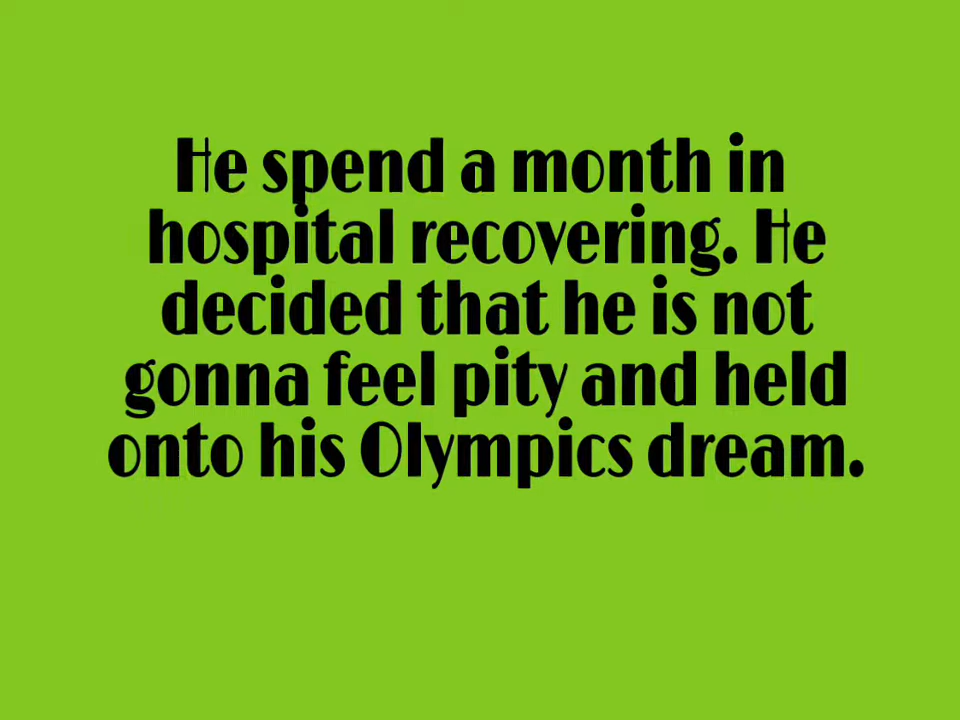 He spend a month in
hospital recovering. He
decided that he is not
gonna feel pity and held
onto his Olympics dream.